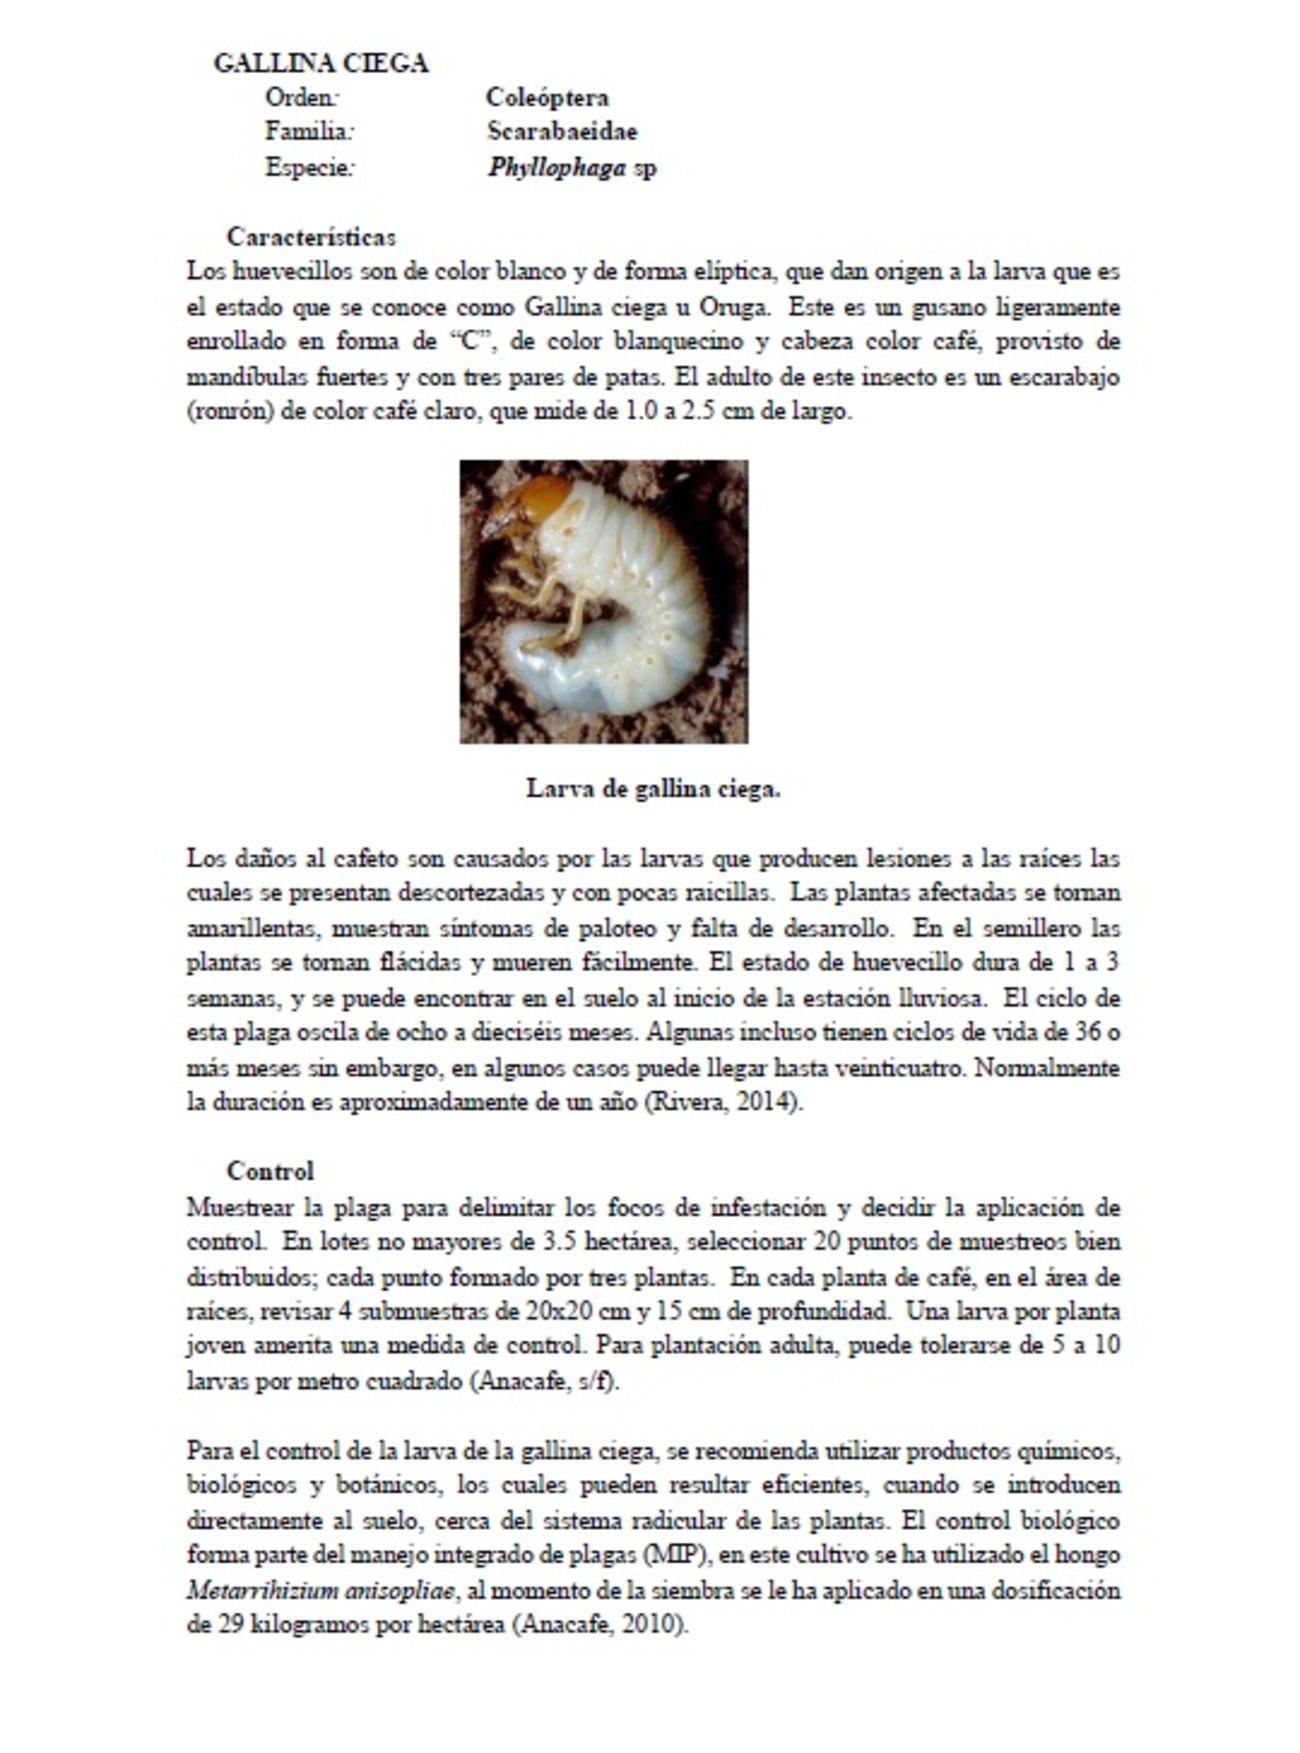 GALLINA CIEGA
Orden: Coleóptera
Familia: Scarabaeidae
Especie: Phyllophaga sp
Características
Los huevecillos son de color blanco y de forma elíptica, que dan origen a la larva que es
el estado que se conoce como Gallina ciega u Oruga. Este es un gusano ligeramente
enrollado en forma de “C”, de color blanquecino y cabeza color café, provisto de
mandíbulas fuertes y con tres pares de patas. El adulto de este insecto es un escarabajo
(ronrón) de color café claro, que mide de 1.0 a 2.5 cm de largo.
Larva de gallina ciega.
Los daños al cafeto son causados por las larvas que producen lesiones a las raíces las
cuales se presentan descortezadas y con pocas raicillas. Las plantas afectadas se tornan
amarillentas, muestran síntomas de paloteo y falta de desarrollo. En el semillero las
plantas se tornan flácidas y mueren fácilmente. El estado de huevecillo dura de 1 a 3
semanas, y se puede encontrar en el suelo al inicio de la estación lluviosa. El ciclo de
esta plaga oscila de ocho a dieciséis meses. Algunas incluso tienen ciclos de vida de 36 o
más meses sin embargo, en algunos casos puede llegar hasta veinticuatro. Normalmente
la duración es aproximadamente de un año (Rivera, 2014).
Control
Muestrear la plaga para delimitar los focos de infestación y decidir la aplicación de
control. En lotes no mayores de 3.5 hectárea, seleccionar 20 puntos de muestreos bien
distribuidos; cada punto formado por tres plantas. En cada planta de café, en el área de
raíces, revisar 4 submuestras de 20x20 cm y 15 cm de profundidad. Una larva por planta
joven amerita una medida de control. Para plantación adulta, puede tolerarse de 5 a 10
larvas por metro cuadrado (Anacafe, s/f).
Para el control de la larva de la gallina ciega, se recomienda utilizar productos químicos,
biológicos y botánicos, los cuales pueden resultar eficientes, cuando se introducen
directamente al suelo, cerca del sistema radicular de las plantas. El control biológico
forma parte del manejo integrado de plagas (MIP), en este cultivo se ha utilizado el hongo
Metarrihizium anisopliae, al momento de la siembra se le ha aplicado en una dosificación
de 29 kilogramos por hectárea (Anacafe, 2010).